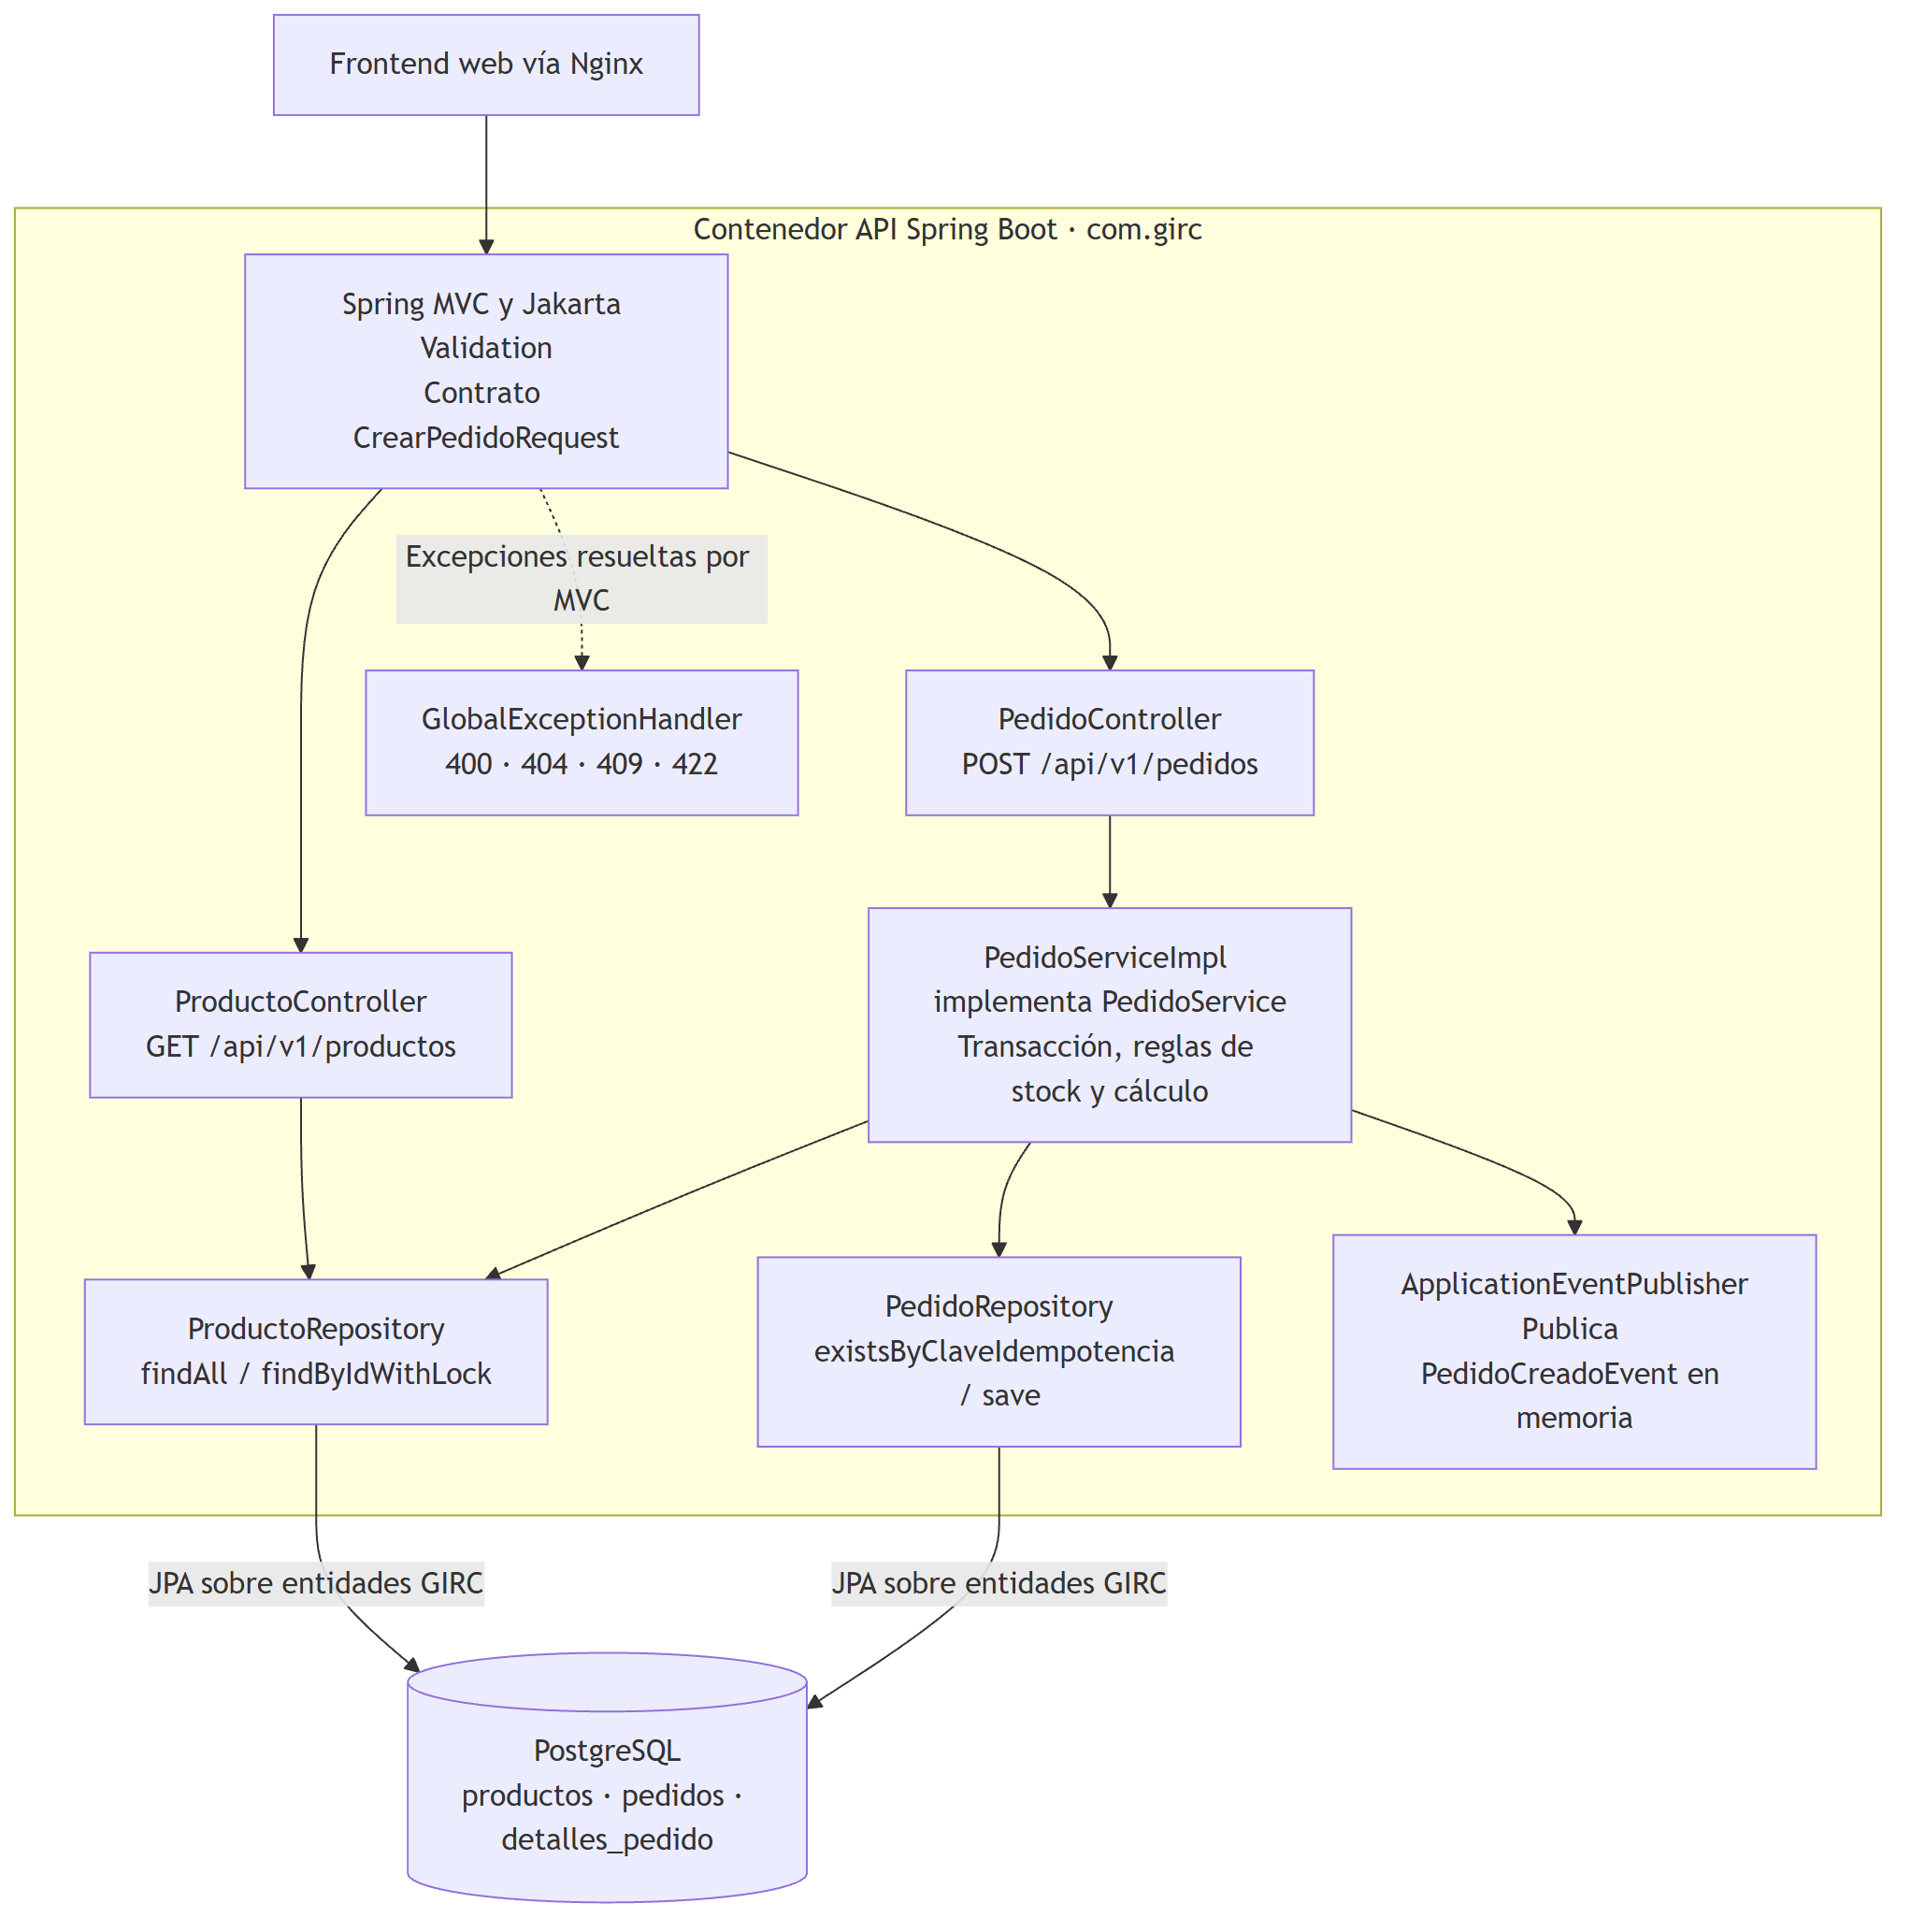 Frontend web vía Nginx
Contenedor API Spring Boot · com.girc
Spring MVC y Jakarta
Validation
Contrato
CrearPedidoRequest
Excepciones resueltas por
MVC
GlobalExceptionHandler
400 · 404 · 409 · 422
PedidoController
POST /api/v1/pedidos
ProductoController
GET /api/v1/productos
PedidoServiceImpl
implementa PedidoService
Transacción, reglas de
stock y cálculo
ProductoRepository
findAll / findByIdWithLock
PedidoRepository
existsByClaveIdempotencia
/ save
ApplicationEventPublisher
Publica
PedidoCreadoEvent en
memoria
JPA sobre entidades GIRC
JPA sobre entidades GIRC
PostgreSQL
productos · pedidos ·
detalles_pedido